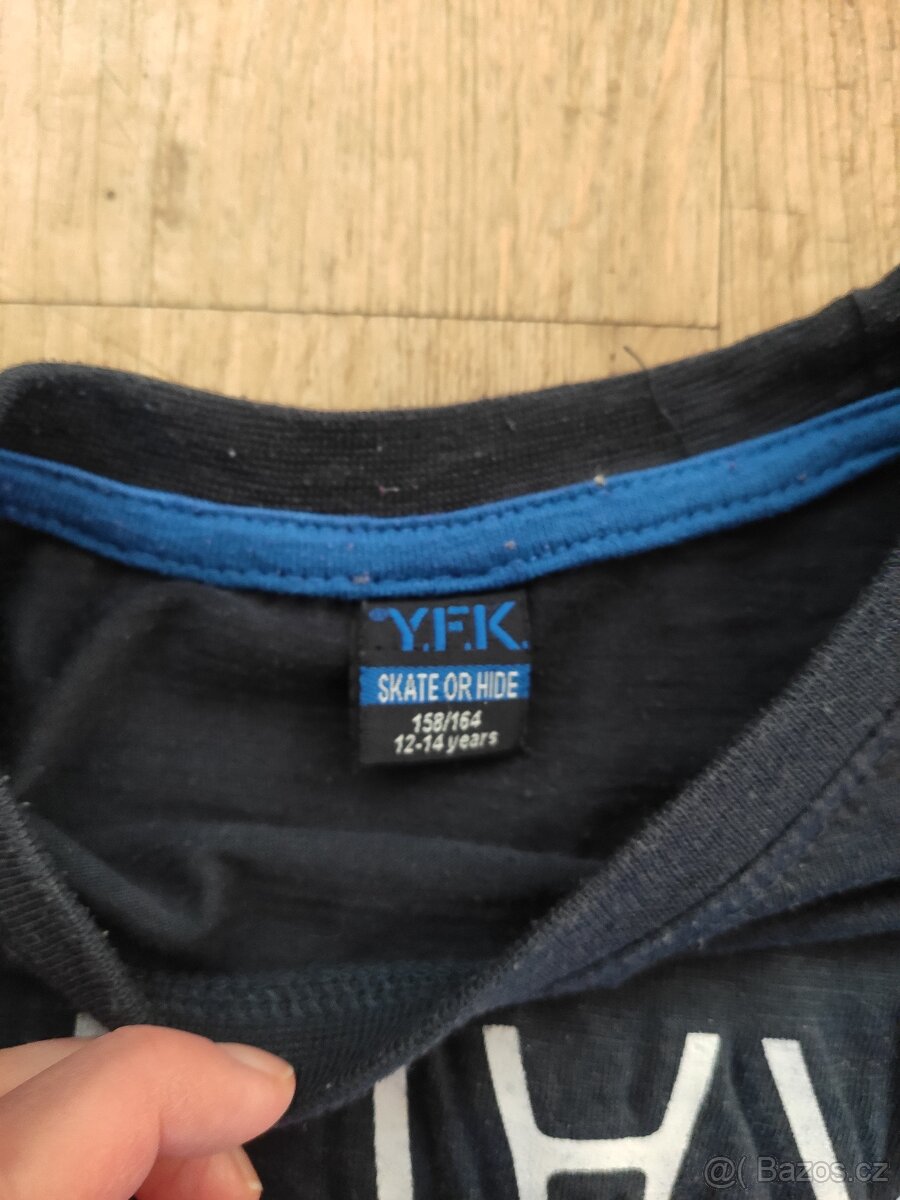 Y.F.K.
SKATE OR HIDE
158/164
12-14 years
@( Bazos.cz